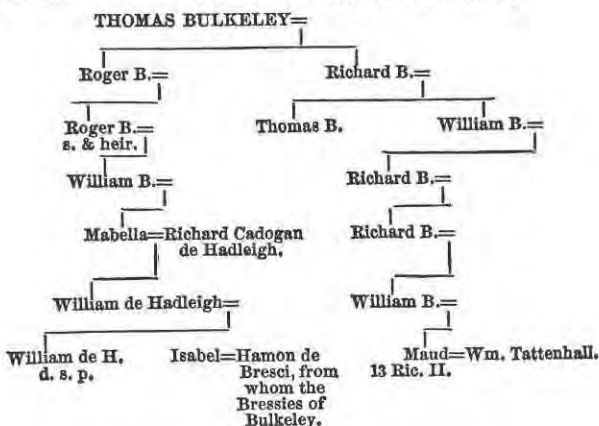 THOMAS BULKELEY=
Roger B.= Richard B.=
Roger B.= Thomas B. William B.=
s. & heir.
William B.= Richard B.=
Mabella=Richard Cadogan Richard B.=
de Hadleigh.
William de Hadleigh= William B.=
William de H. Isabel=Hamon de Maud=Wm. Tattenhall.
d. s. p. Bresci, from 13 Ric. II.
whom the
Bressies of
Bulkeley.